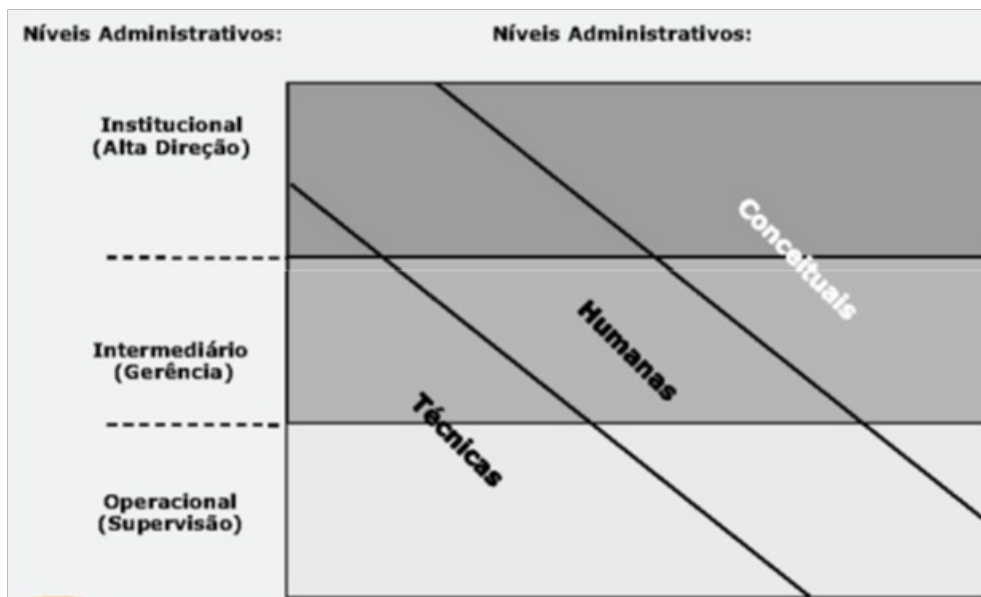 Níveis Administrativos:
Níveis Administrativos:
Institucional
(Alta Direção)
Conceituais
Intermediário
(Gerência)
Humanas
Técnicas
Operacional
(Supervisão)